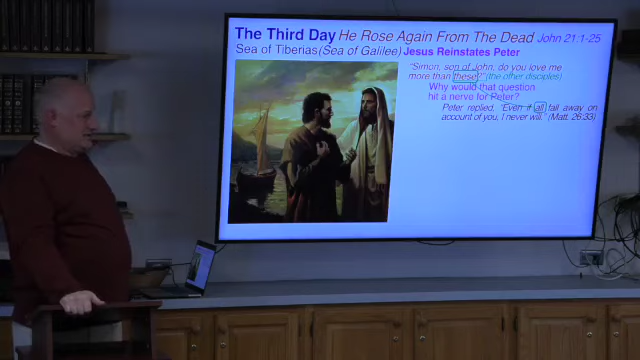 The Third Day He Rose Again From The Dead John 21:1-25
Sea of Tiberias (Sea of Galilee) Jesus Reinstates Peter
"Simon, son of John, do you love me
more than these?" (the other disciples)
Why would that question
hit a nerve for Peter?
Peter replied, "Even if all fall away on
account of you, I never will." (Matt. 26:33)